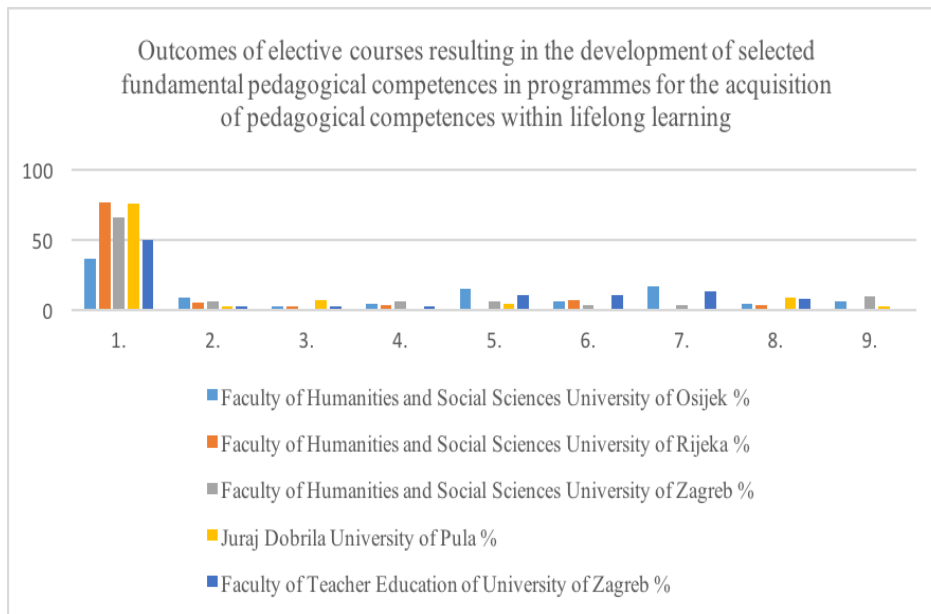 Outcomes of elective courses resulting in the development of selected
fundamental pedagogical competences in programmes for the acquisition
of pedagogical competences within lifelong learning
100
50
0
1. 2. 3. 4. 5. 6. 7. 8. 9.
Faculty of Humanities and Social Sciences University of Osijek %
Faculty of Humanities and Social Sciences University of Rijeka %
Faculty of Humanities and Social Sciences University of Zagreb %
Juraj Dobrila University of Pula %
Faculty of Teacher Education of University of Zagreb %